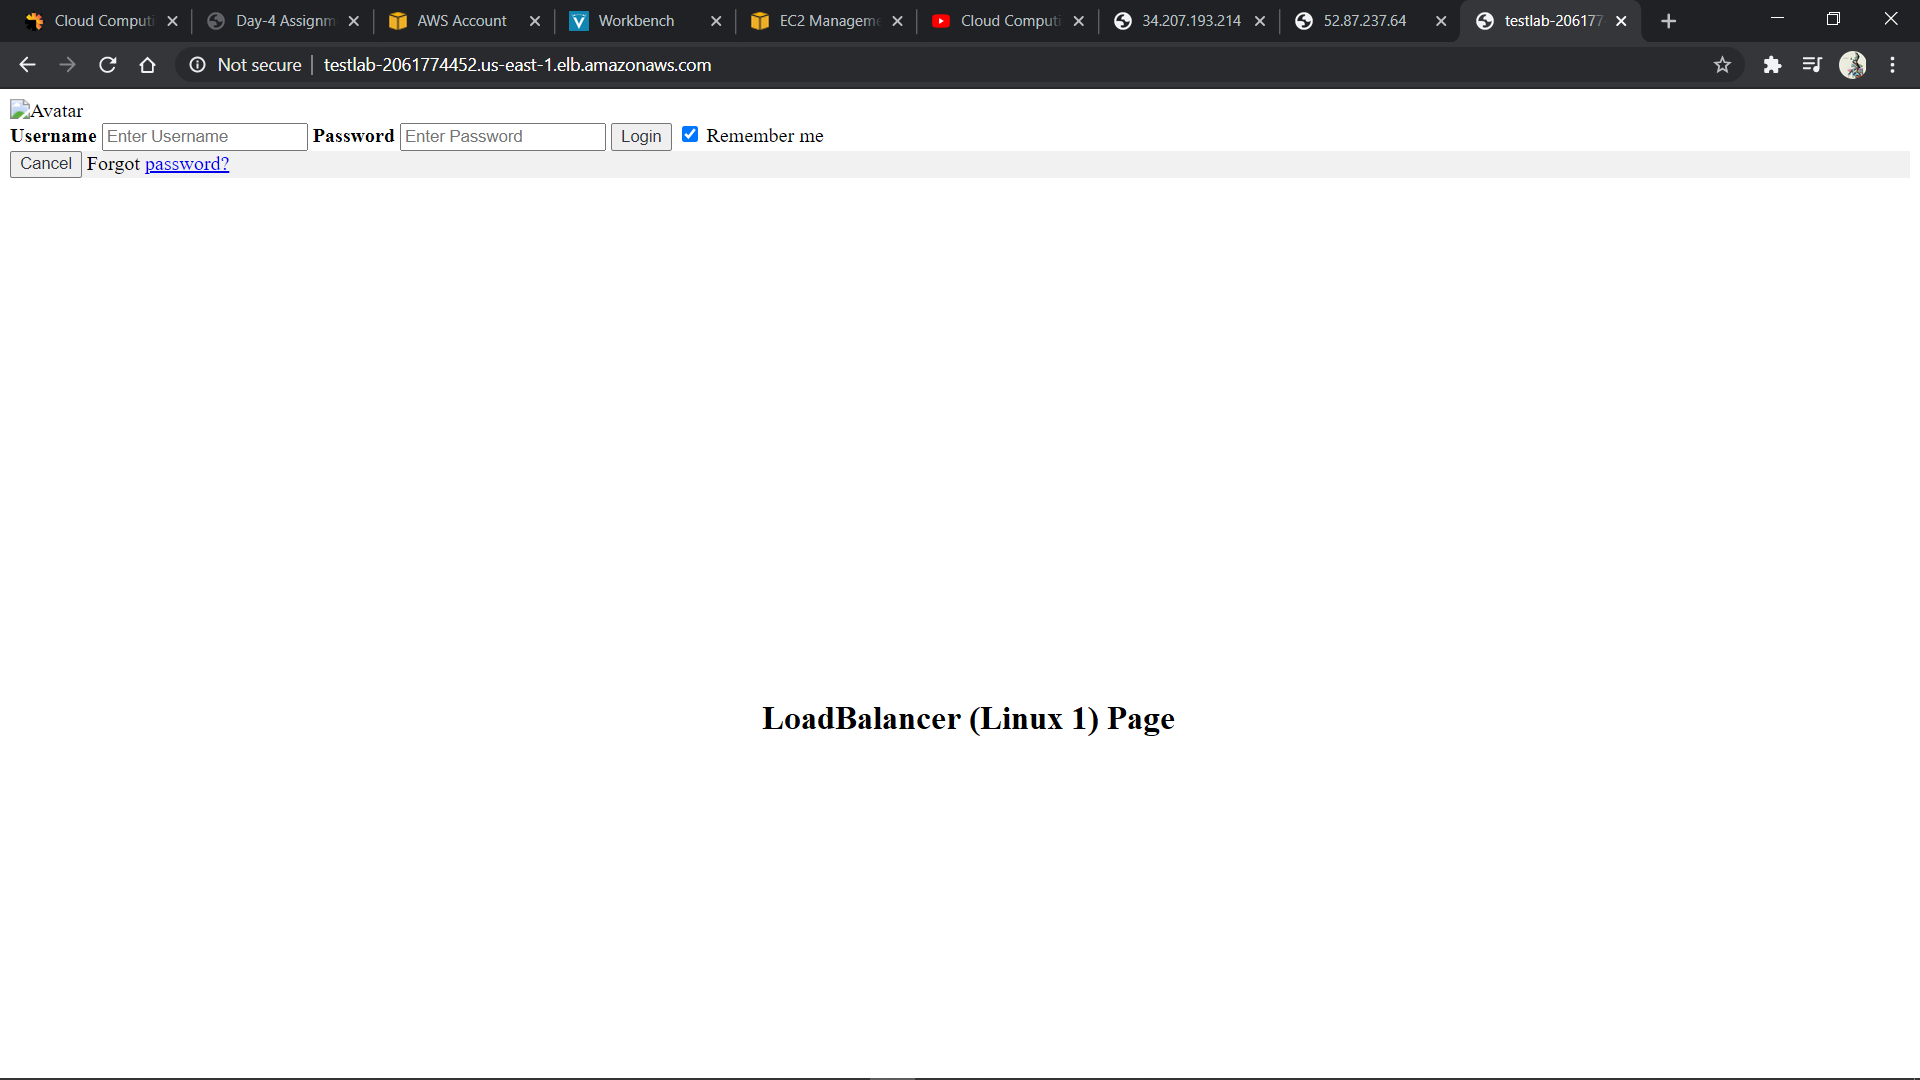 Cloud Computi
Day-4 Assignm
AWS Account
Workbench
EC2 Manageme
Cloud Computi
34.207.193.214
52.87.237.64
testlab-206177
Not secure
testlab-2061774452.us-east-1.elb.amazonaws.com
Avatar
Username Enter Username Password Enter Password Login Remember me
Cancel Forgot password?
LoadBalancer (Linux 1) Page